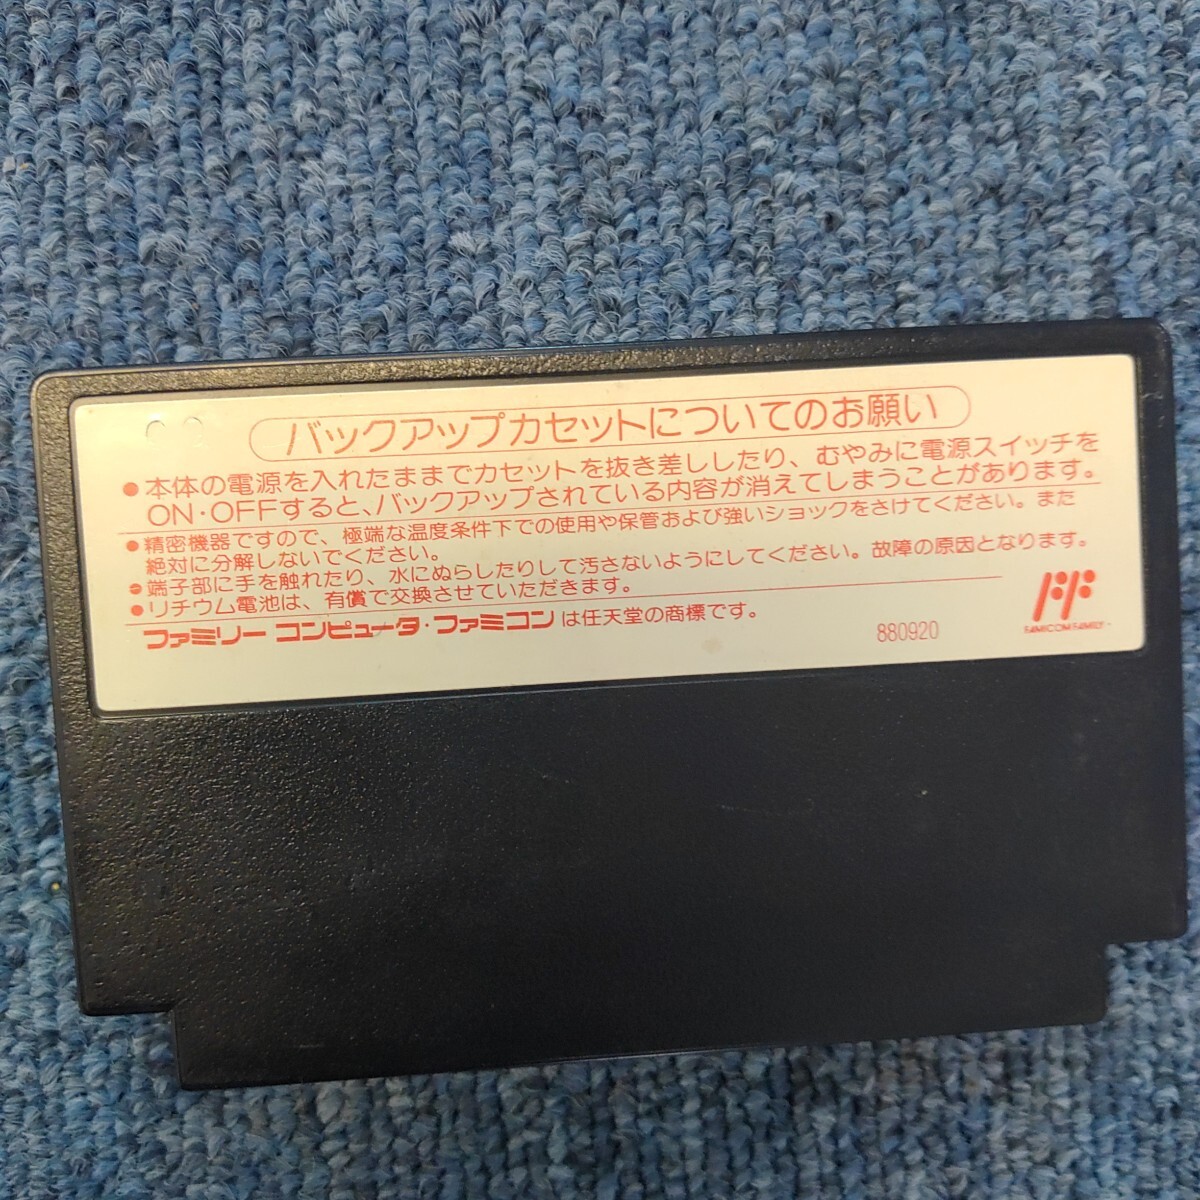 バックアップカセットについてのお願い
●本体の電源を入れたままでカセットを抜き差ししたり、むやみに電源スイッチを
ON・OFFすると、バックアップされている内容が消えてしまうことがあります。
●精密機器ですので、極端な温度条件下での使用や保管および強いショックをさけてください。また
絶対に分解しないでください。
●端子部に手を触れたり、水にぬらしたりして汚さないようにしてください。故障の原因となります。
●リチウム電池は、有償で交換させていただきます。
ファミリー コンピュータ・ファミコン は任天堂の商標です。
880920
FAMICOM FAMILY